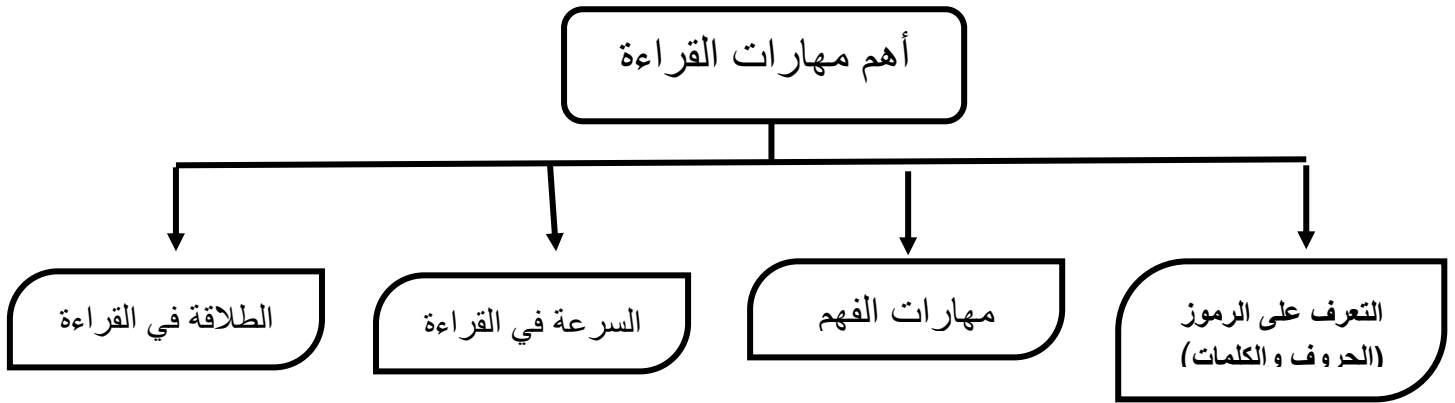 أهم مهارات القراءة
التعرف على الرموز
(الحروف والكلمات)
مهارات الفهم
السرعة في القراءة
الطلاقة في القراءة